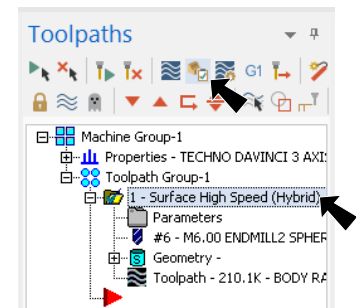 Toolpaths
G1
Machine Group-1
Properties - TECHNO DAVINCI 3 AXI
Toolpath Group-1
1 - Surface High Speed (Hybrid)
Parameters
#6 - M6.00 ENDMILL2 SPHER
Geometry -
Toolpath - 210.1K - BODY RA